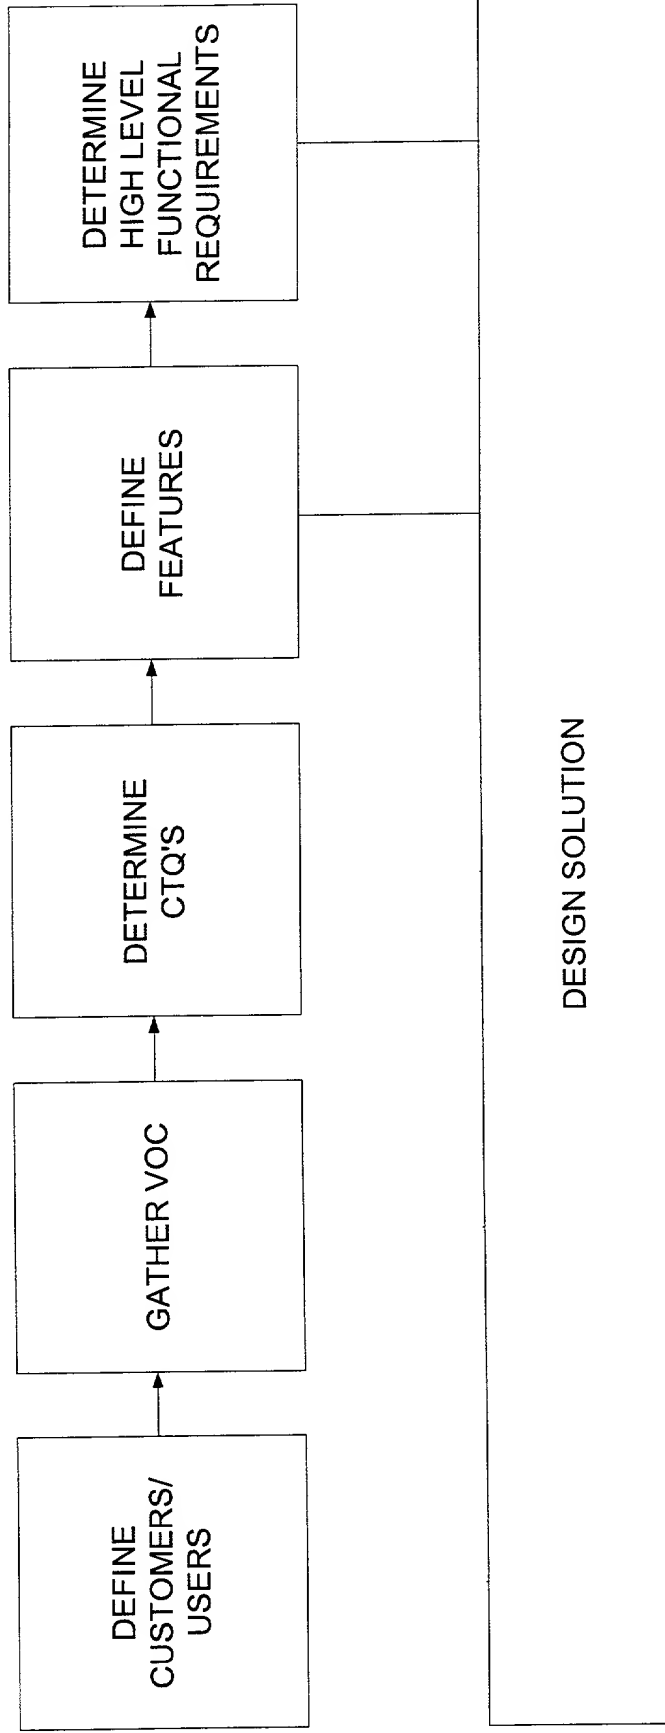 DEFINE
CUSTOMERS/
USERS
GATHER VOC
DETERMINE
CTQ'S
DEFINE
FEATURES
DETERMINE
HIGH LEVEL
FUNCTIONAL
REQUIREMENTS
DESIGN SOLUTION